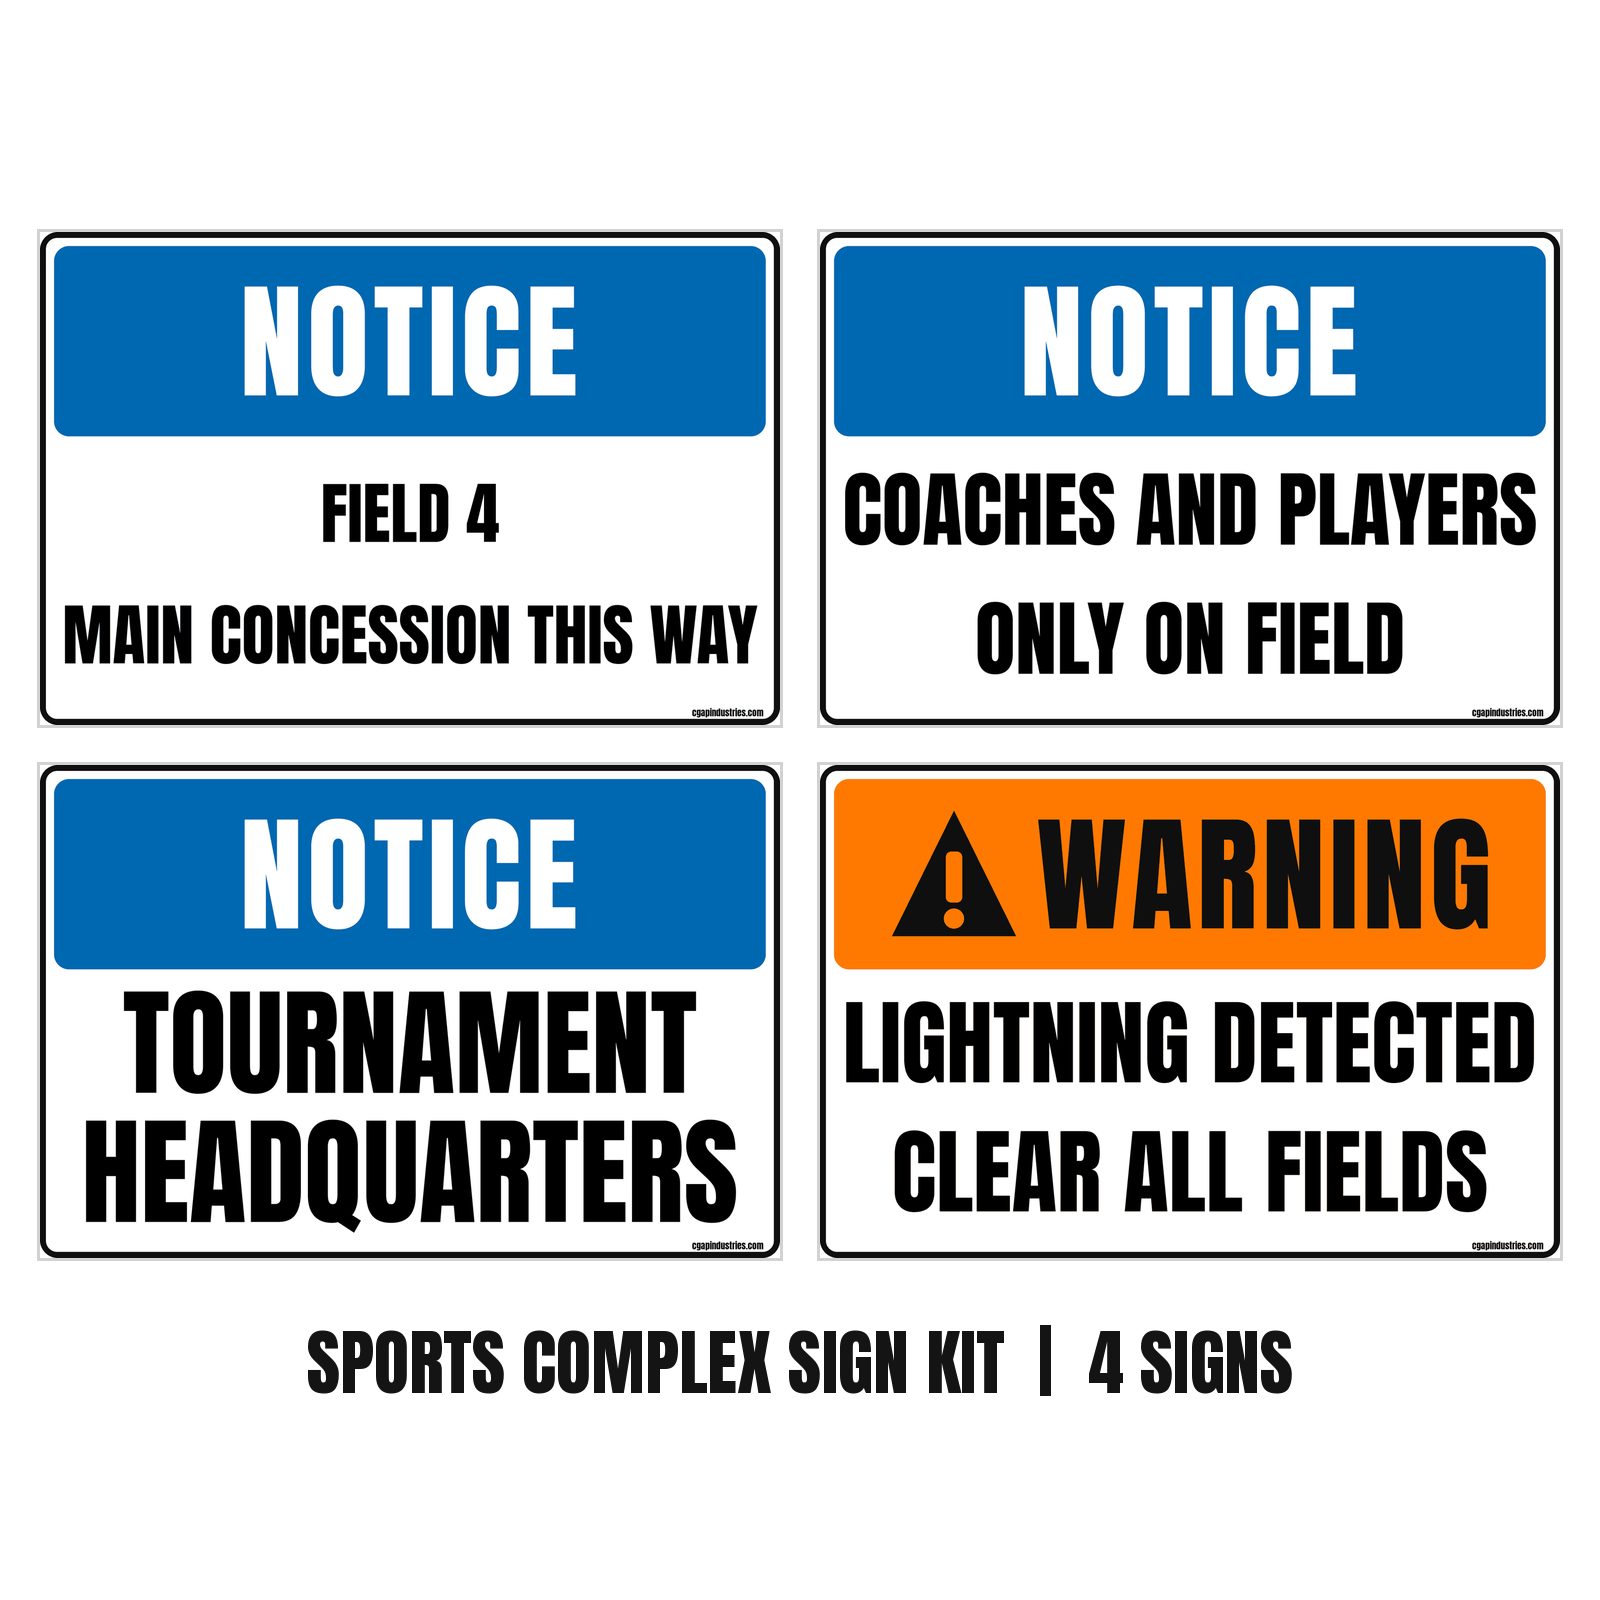 NOTICE
FIELD 4
MAIN CONCESSION THIS WAY
cgapindustries.com
NOTICE
COACHES AND PLAYERS
ONLY ON FIELD
cgapindustries.com
NOTICE
TOURNAMENT
HEADQUARTERS
cgapindustries.com
WARNING
LIGHTNING DETECTED
CLEAR ALL FIELDS
cgapindustries.com
SPORTS COMPLEX SIGN KIT | 4 SIGNS